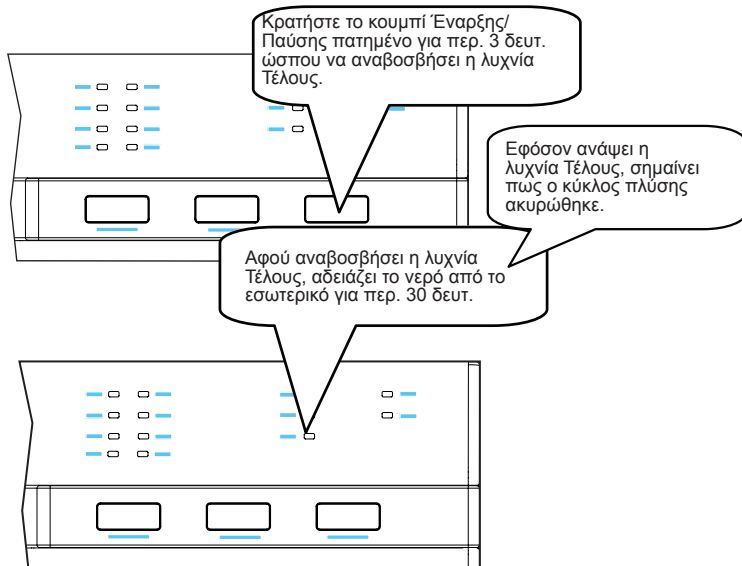 Κρατήστε το κουμπί Έναρξης/
Παύσης πατημένο για περ. 3 δευτ.
ώσπου να αναβοσβήσει η λυχνία
Τέλους.
Εφόσον ανάψει η
λυχνία Τέλους, σημαίνει
πως ο κύκλος πλύσης
ακυρώθηκε.
Αφού αναβοσβήσει η λυχνία
Τέλους, αδειάζει το νερό από το
εσωτερικό για περ. 30 δευτ.